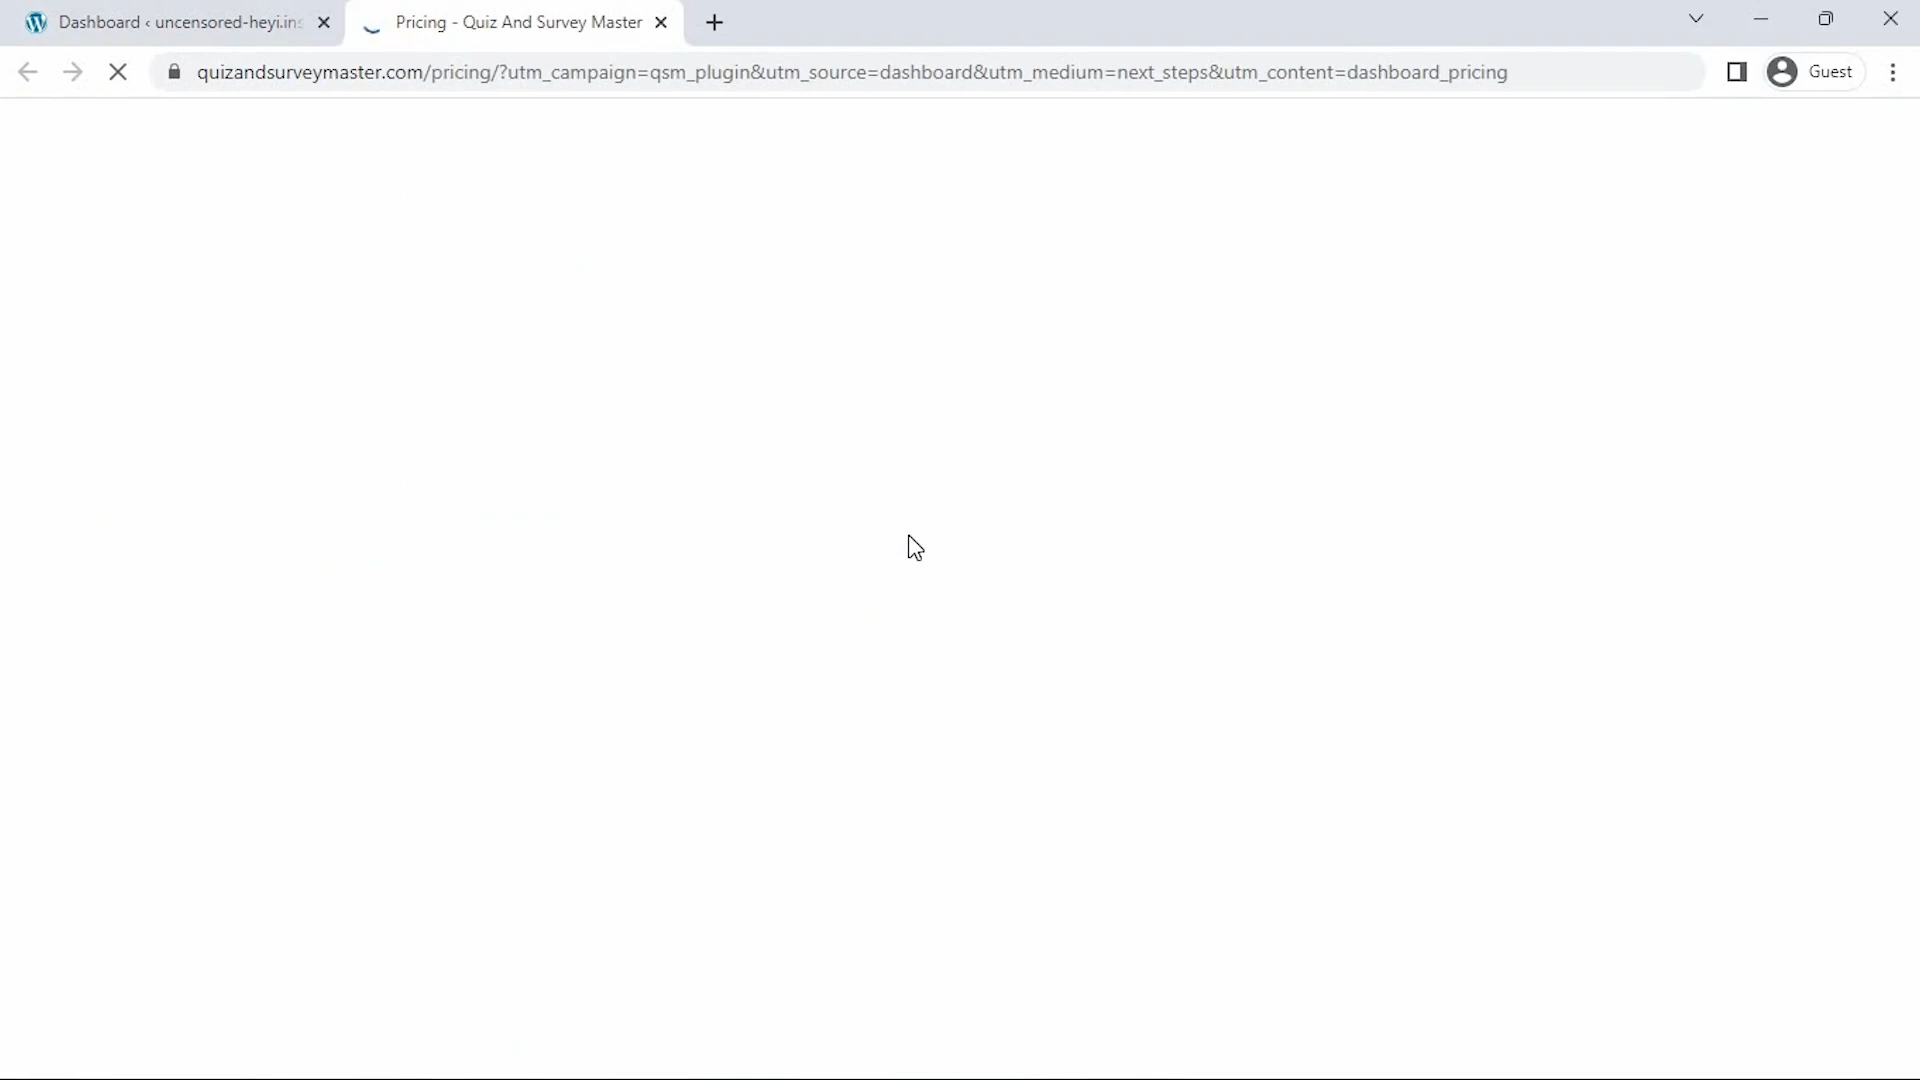 Dashboard ‹ uncensored-heyi.ins
Pricing - Quiz And Survey Master
quizandsurveymaster.com/pricing/?utm_campaign=qsm_plugin&utm_source=dashboard&utm_medium=next_steps&utm_content=dashboard_pricing
Guest